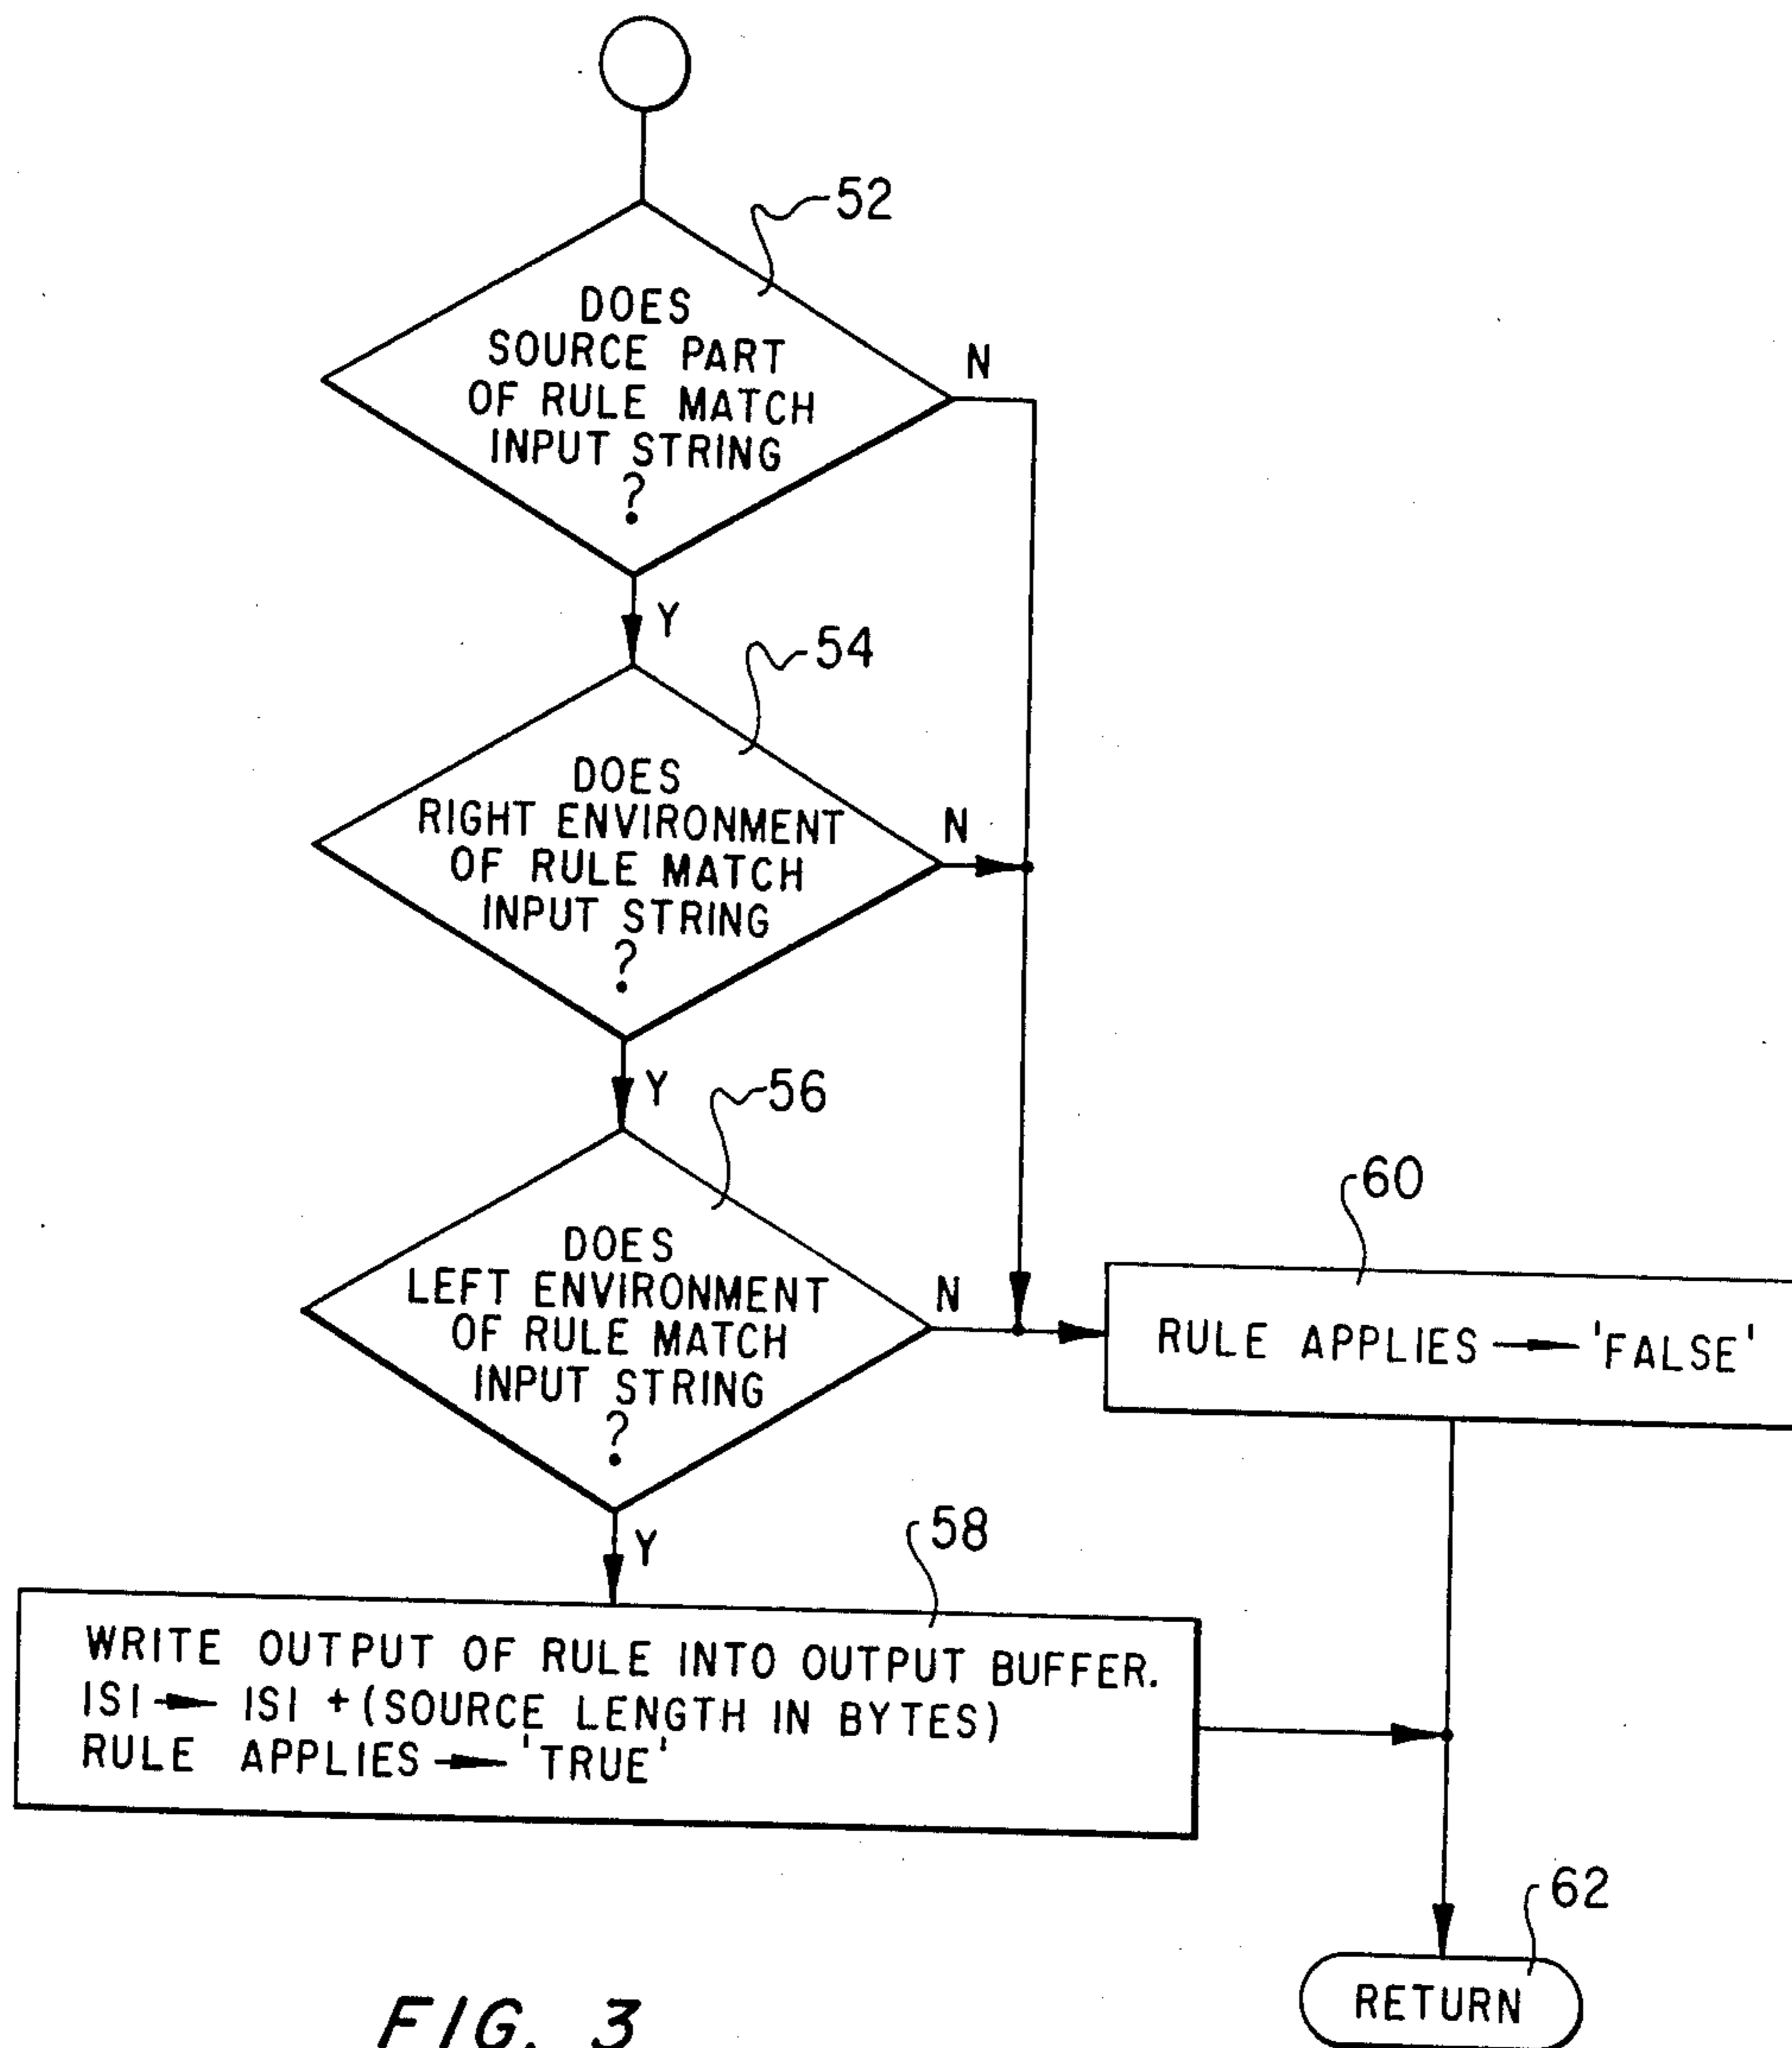 52
DOES
SOURCE PART
OF RULE MATCH
INPUT STRING
?
N
Y
54
DOES
RIGHT ENVIRONMENT
OF RULE MATCH
INPUT STRING
?
N
Y
56
DOES
LEFT ENVIRONMENT
OF RULE MATCH
INPUT STRING
?
N
60
RULE APPLIES → 'FALSE'
Y
58
WRITE OUTPUT OF RULE INTO OUTPUT BUFFER.
ISI → ISI + (SOURCE LENGTH IN BYTES)
RULE APPLIES → 'TRUE'
62
RETURN
FIG. 3